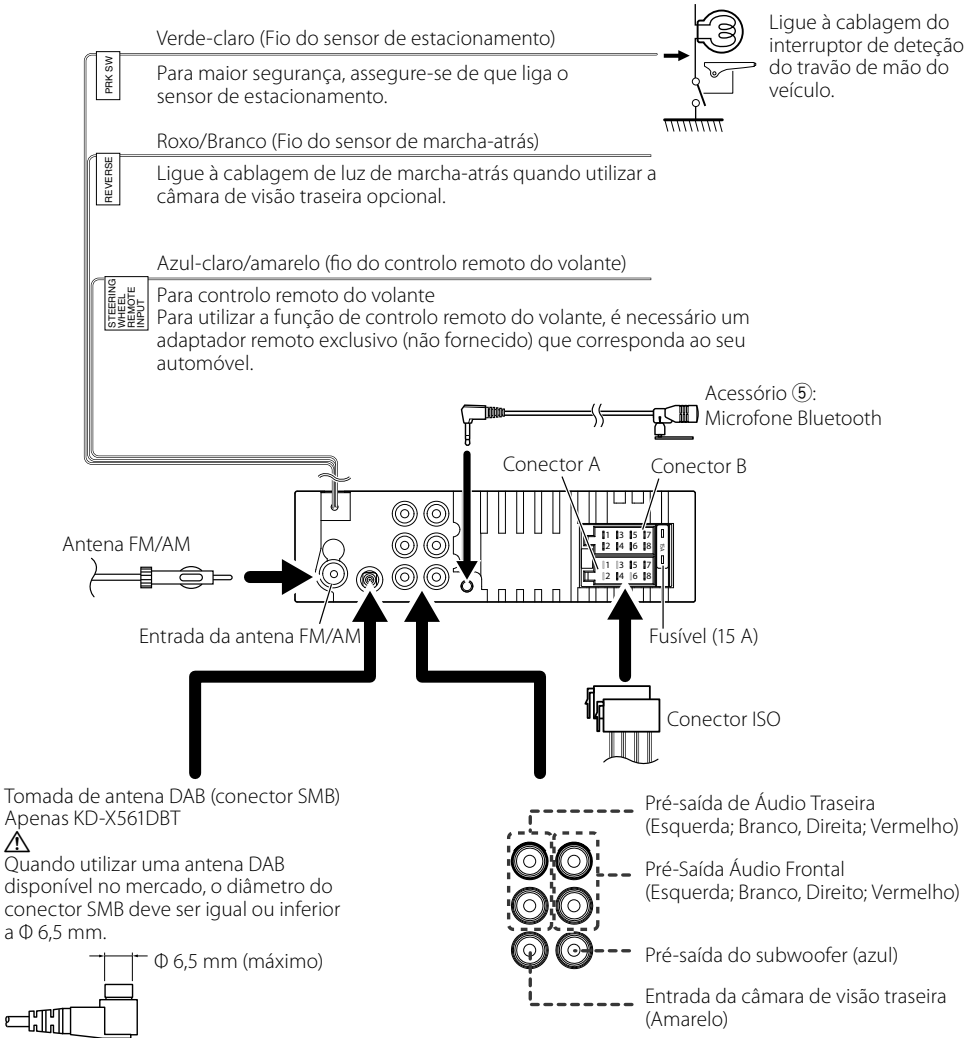 Verde-claro (Fio do sensor de estacionamento)
PRK SW
Para maior segurança, assegure-se de que liga o
sensor de estacionamento.
Ligue à cablagem do
interruptor de deteção
do travão de mão do
veículo.
Roxo/Branco (Fio do sensor de marcha-atrás)
REVERSE
Ligue à cablagem de luz de marcha-atrás quando utilizar a
câmara de visão traseira opcional.
Azul-claro/amarelo (fio do controlo remoto do volante)
STEERING
WHEEL
REMOTE
INPUT
Para controlo remoto do volante
Para utilizar a função de controlo remoto do volante, é necessário um
adaptador remoto exclusivo (não fornecido) que corresponda ao seu
automóvel.
Acessório ⑤:
Microfone Bluetooth
Conector A
Conector B
1 3 5 7
2 4 6 8
15A
1 3 5 7
2 4 6 8
Antena FM/AM
Entrada da antena FM/AM
Fusível (15 A)
Conector ISO
Tomada de antena DAB (conector SMB)
Apenas KD-X561DBT
Quando utilizar uma antena DAB
disponível no mercado, o diâmetro do
conector SMB deve ser igual ou inferior
a Φ 6,5 mm.
Φ 6,5 mm (máximo)
Pré-saída de Áudio Traseira
(Esquerda; Branco, Direita; Vermelho)
Pré-Saída Áudio Frontal
(Esquerda; Branco, Direito; Vermelho)
Pré-saída do subwoofer (azul)
Entrada da câmara de visão traseira
(Amarelo)